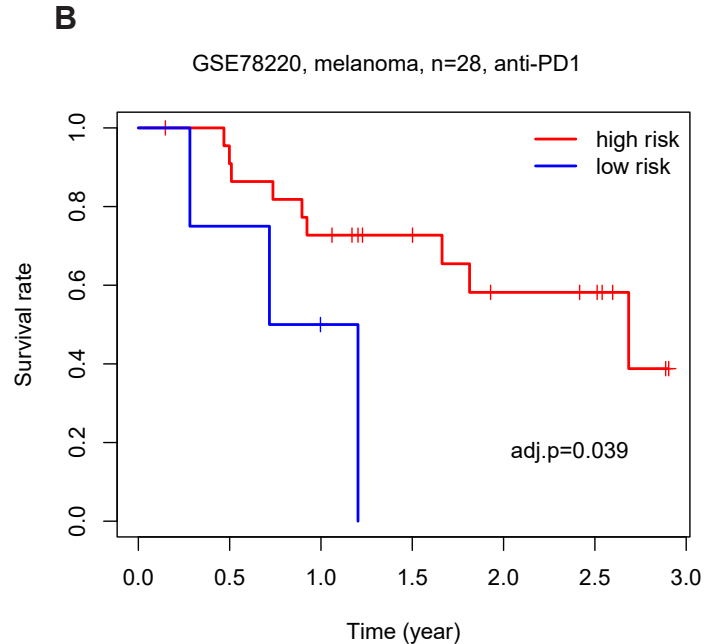 B
GSE78220, melanoma, n=28, anti-PD1
high risk
low risk
1.0
0.8
0.6
0.4
0.2
0.0
Survival rate
adj.p=0.039
0.0 0.5 1.0 1.5 2.0 2.5 3.0
Time (year)